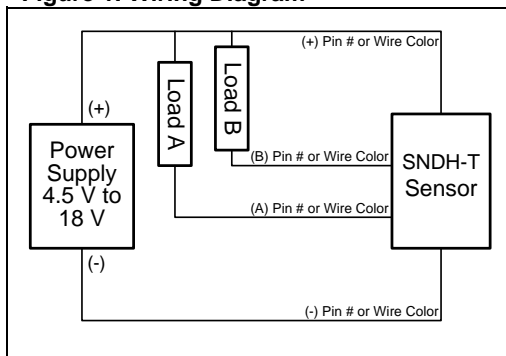 Figure 1. Wiring Diagram
(+) Pin # or Wire Color
(+)
Load A
Load B
Power
Supply
4.5 V to
18 V
(B) Pin # or Wire Color
SNDH-T
Sensor
(A) Pin # or Wire Color
(-)
(-) Pin # or Wire Color